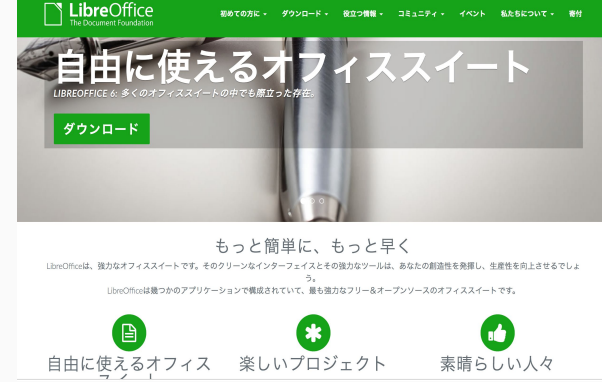 LibreOffice
The Document Foundation
初めての方に ダウンロード 役立つ情報 コミュニティ イベント 私たちについて 寄付
自由に使えるオフィススイート
LIBREOFFICE 6: 多くのオフィススイートの中でも際立った存在。
ダウンロード
もっと簡単に、もっと早く
LibreOfficeは、強力なオフィススイートです。そのクリーンなインターフェイスとその強力なツールは、あなたの創造性を発揮し、生産性を向上させるでしょ
う。
LibreOfficeは幾つかのアプリケーションで構成されていて、最も強力なフリー＆オープンソースのオフィススイートです。
自由に使えるオフィス
スイート
楽しいプロジェクト
素晴らしい人々